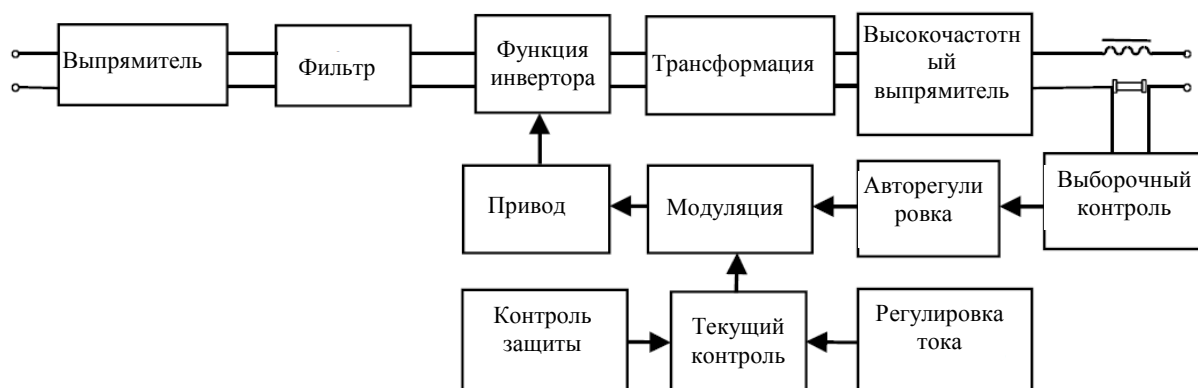 Выпрямитель
Фильтр
Функция
инвертора
Трансформация
Высокочастотн
ый
выпрямитель
Привод
Модуляция
Авторегули
ровка
Выборочный
контроль
Контроль
защиты
Текущий
контроль
Регулировка
тока